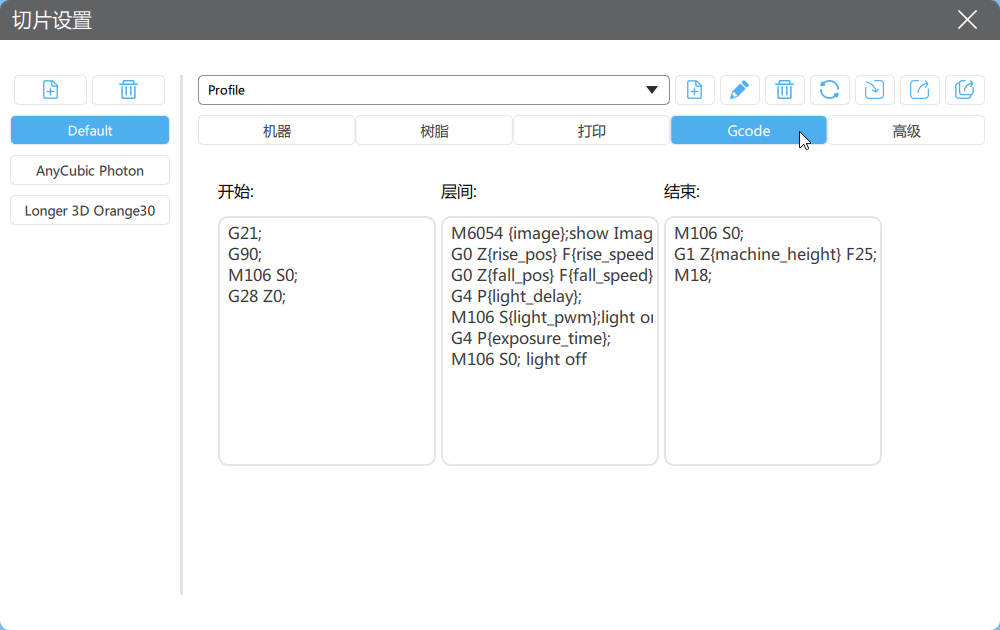 切片设置
Default
AnyCubic Photon
Longer 3D Orange30
Profile
机器
树脂
打印
Gcode
高级
开始:
G21;
G90;
M106 S0;
G28 Z0;
层间:
M6054 {image};show Imag
G0 Z{rise_pos} F{rise_speed
G0 Z{fall_pos} F{fall_speed}
G4 P{light_delay};
M106 S{light_pwm};light
G4 P{exposure_time};
M106 S0; light off
结束:
M106 S0;
G1 Z{machine_height} F25;
M18;